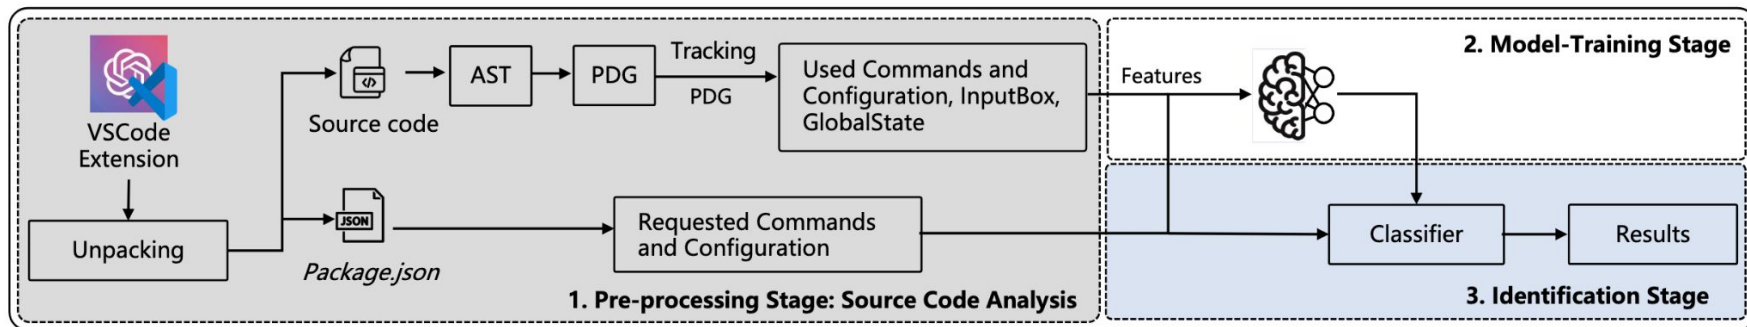 VSCode
Extension
Unpacking
Source code
</>
JSON
Package.json
AST
PDG
Tracking
PDG
Used Commands and
Configuration, InputBox,
GlobalState
Requested Commands
and Configuration
1. Pre-processing Stage: Source Code Analysis
Features
2. Model-Training Stage
Classifier
Results
3. Identification Stage